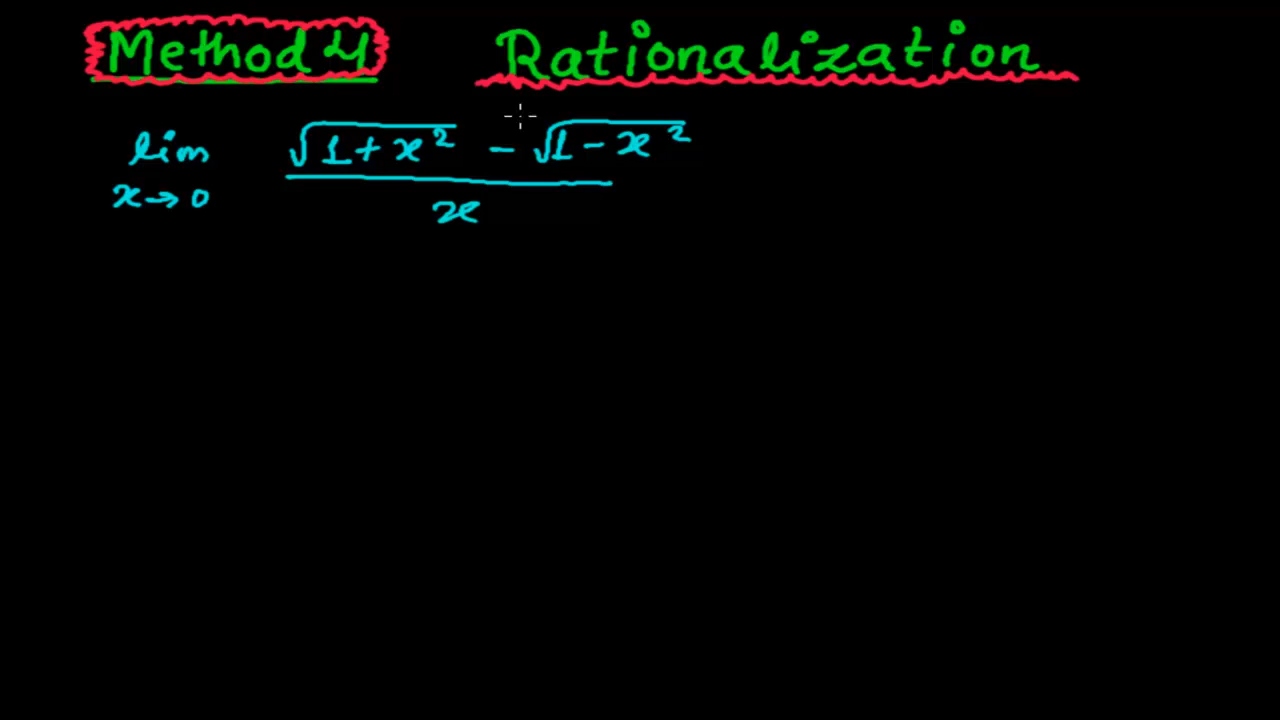 Method 4 Rationalization
lim √1+x² - √1-x²
x→0 x